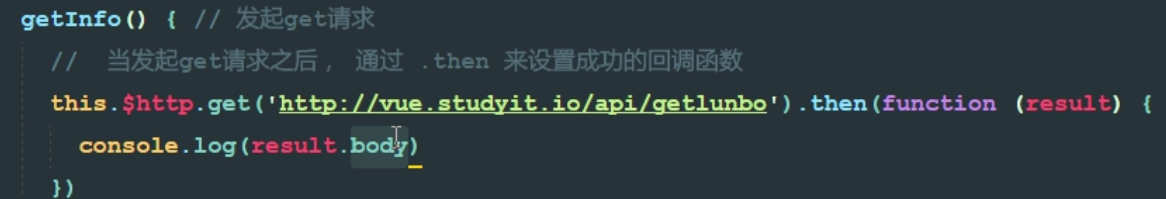 getInfo() { // 发起get请求
// 当发起get请求之后， 通过 .then 来设置成功的回调函数
this.$http.get('http://vue.studyit.io/api/getlunbo').then(function (result) {
console.log(result.body)
})